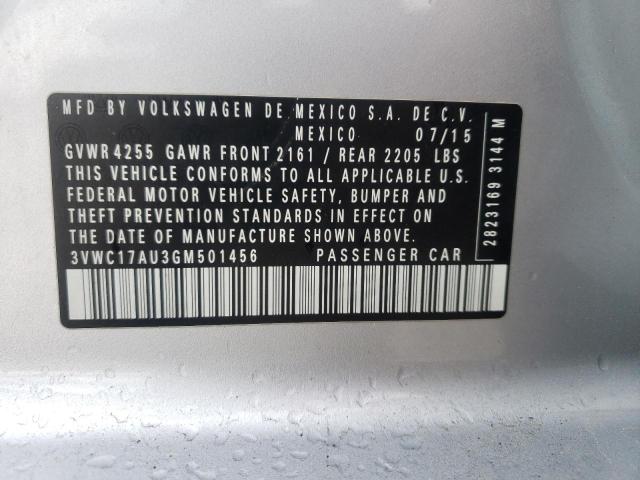 MFD BY VOLKSWAGEN DE MEXICO S.A. DE C.V.
MEXICO 07/15
GVWR 4255 GAWR FRONT 2161 / REAR 2205 LBS
THIS VEHICLE CONFORMS TO ALL APPLICABLE U.S.
FEDERAL MOTOR VEHICLE SAFETY, BUMPER AND
THEFT PREVENTION STANDARDS IN EFFECT ON
THE DATE OF MANUFACTURE SHOWN ABOVE.
3VWC17AU3GM501456 PASSENGER CAR
2823169 3144 M